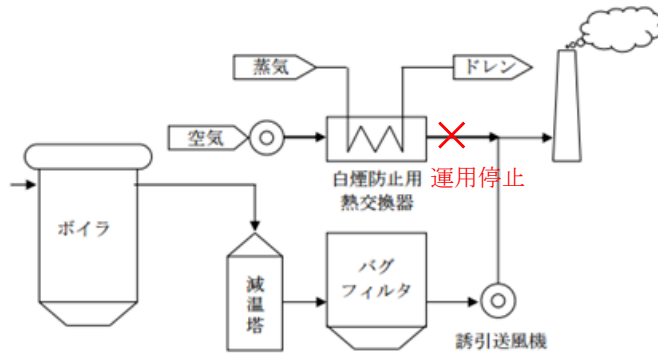 蒸気
ドレン
空気
白煙防止用
熱交換器
運用停止
ボイラ
減温塔
バグ
フィルタ
誘引送風機